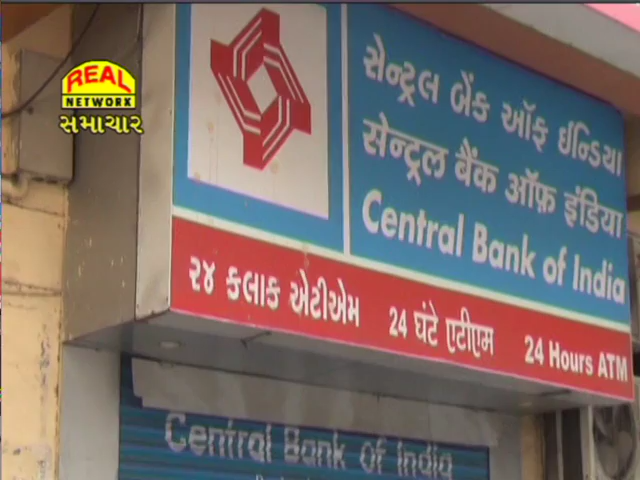 REAL
NETWORK
સમાચાર
સેન્ટ્રલ બેંક ઑફ ઈન્ડિયા
सेन्ट्रल बैंक ऑफ़ इंडिया
Central Bank of India
૨૪ કલાક એટીએમ
24 घंटे एटीएम
24 Hours ATM
Central Bank of India